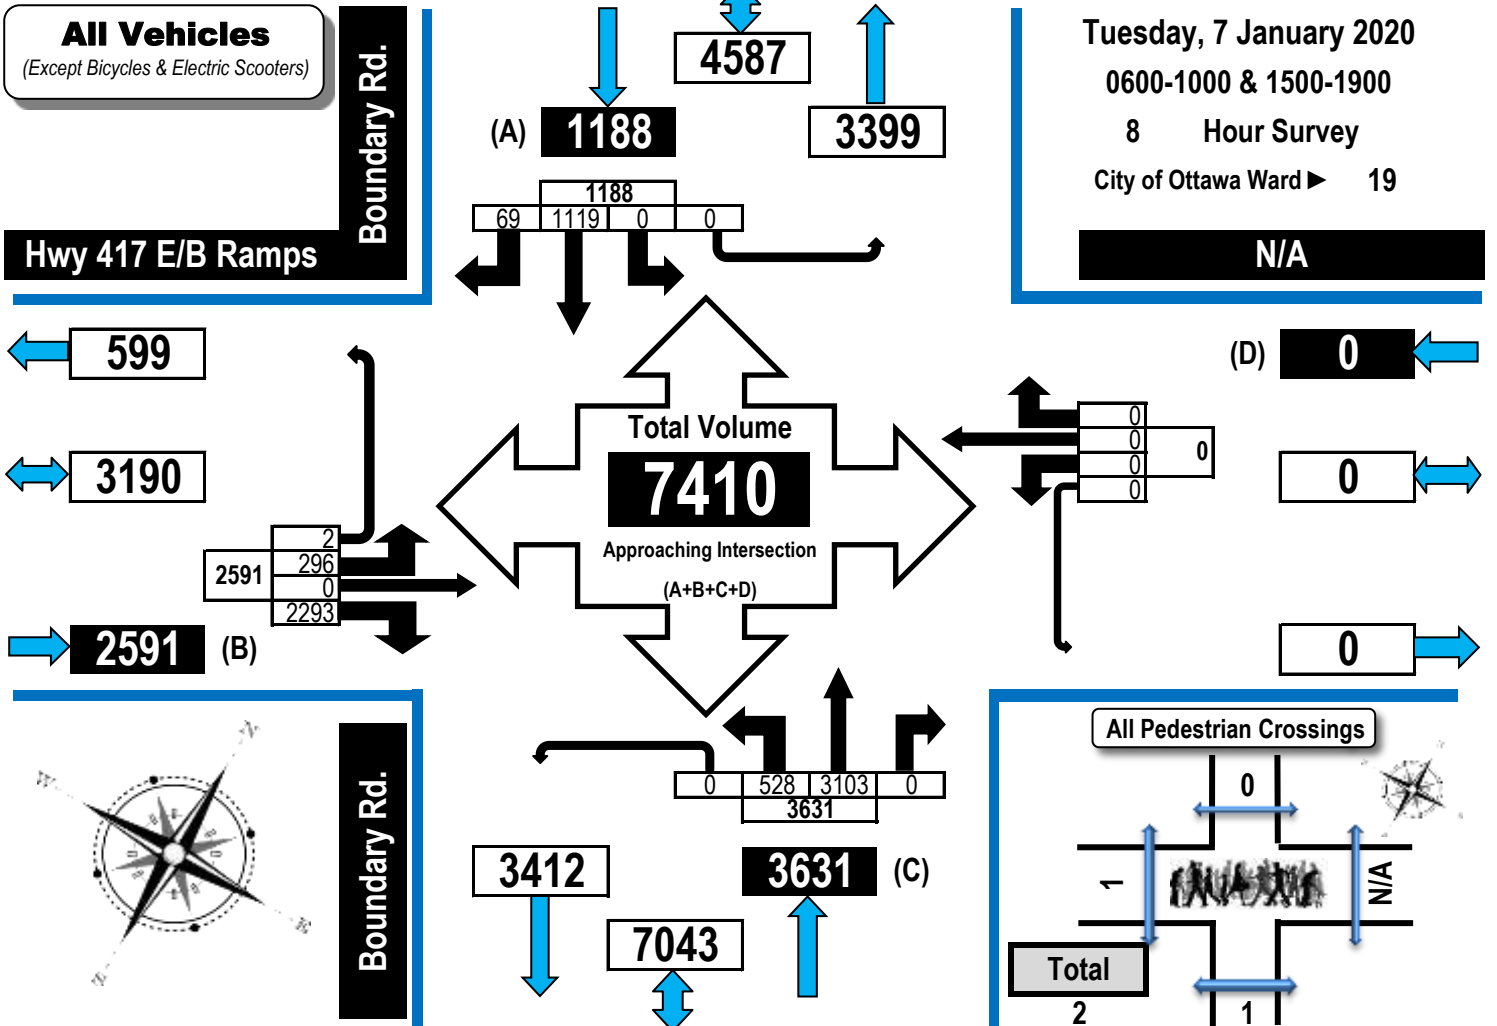 All Vehicles
(Except Bicycles & Electric Scooters)
Boundary Rd.
Hwy 417 E/B Ramps
4587
(A) 1188
3399
1188
69 1119 0 0
Tuesday, 7 January 2020
0600-1000 & 1500-1900
8 Hour Survey
City of Ottawa Ward ► 19
N/A
599
3190
2
296
0
2293
2591
2591 (B)
Total Volume
7410
Approaching Intersection
(A+B+C+D)
(D) 0
0
0
0
0
0
0
0
Boundary Rd.
N
W
E
S
0 528 3103 0
3631
3412
3631 (C)
7043
All Pedestrian Crossings
0
1
N/A
Total
2
1